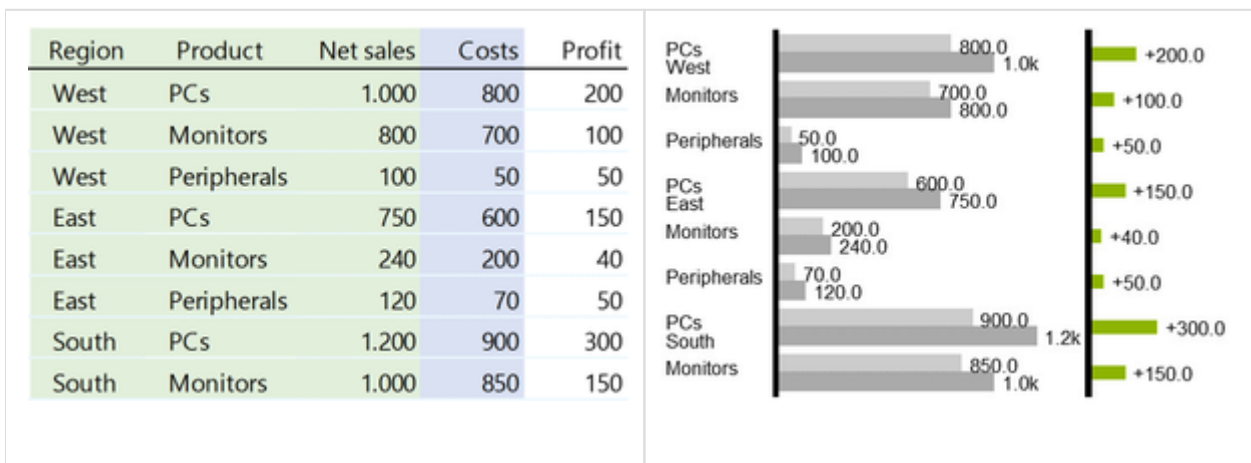 Region Product Net sales Costs Profit
West PCs 1.000 800 200
West Monitors 800 700 100
West Peripherals 100 50 50
East PCs 750 600 150
East Monitors 240 200 40
East Peripherals 120 70 50
South PCs 1.200 900 300
South Monitors 1.000 850 150
PCs 800.0 +200.0
West 1.0k
Monitors 700.0 +100.0
800.0
Peripherals 50.0 +50.0
100.0
PCs 600.0 +150.0
East 750.0
Monitors 200.0 +40.0
240.0
Peripherals 70.0 +50.0
120.0
PCs 900.0 +300.0
South 1.2k
Monitors 850.0 +150.0
1.0k